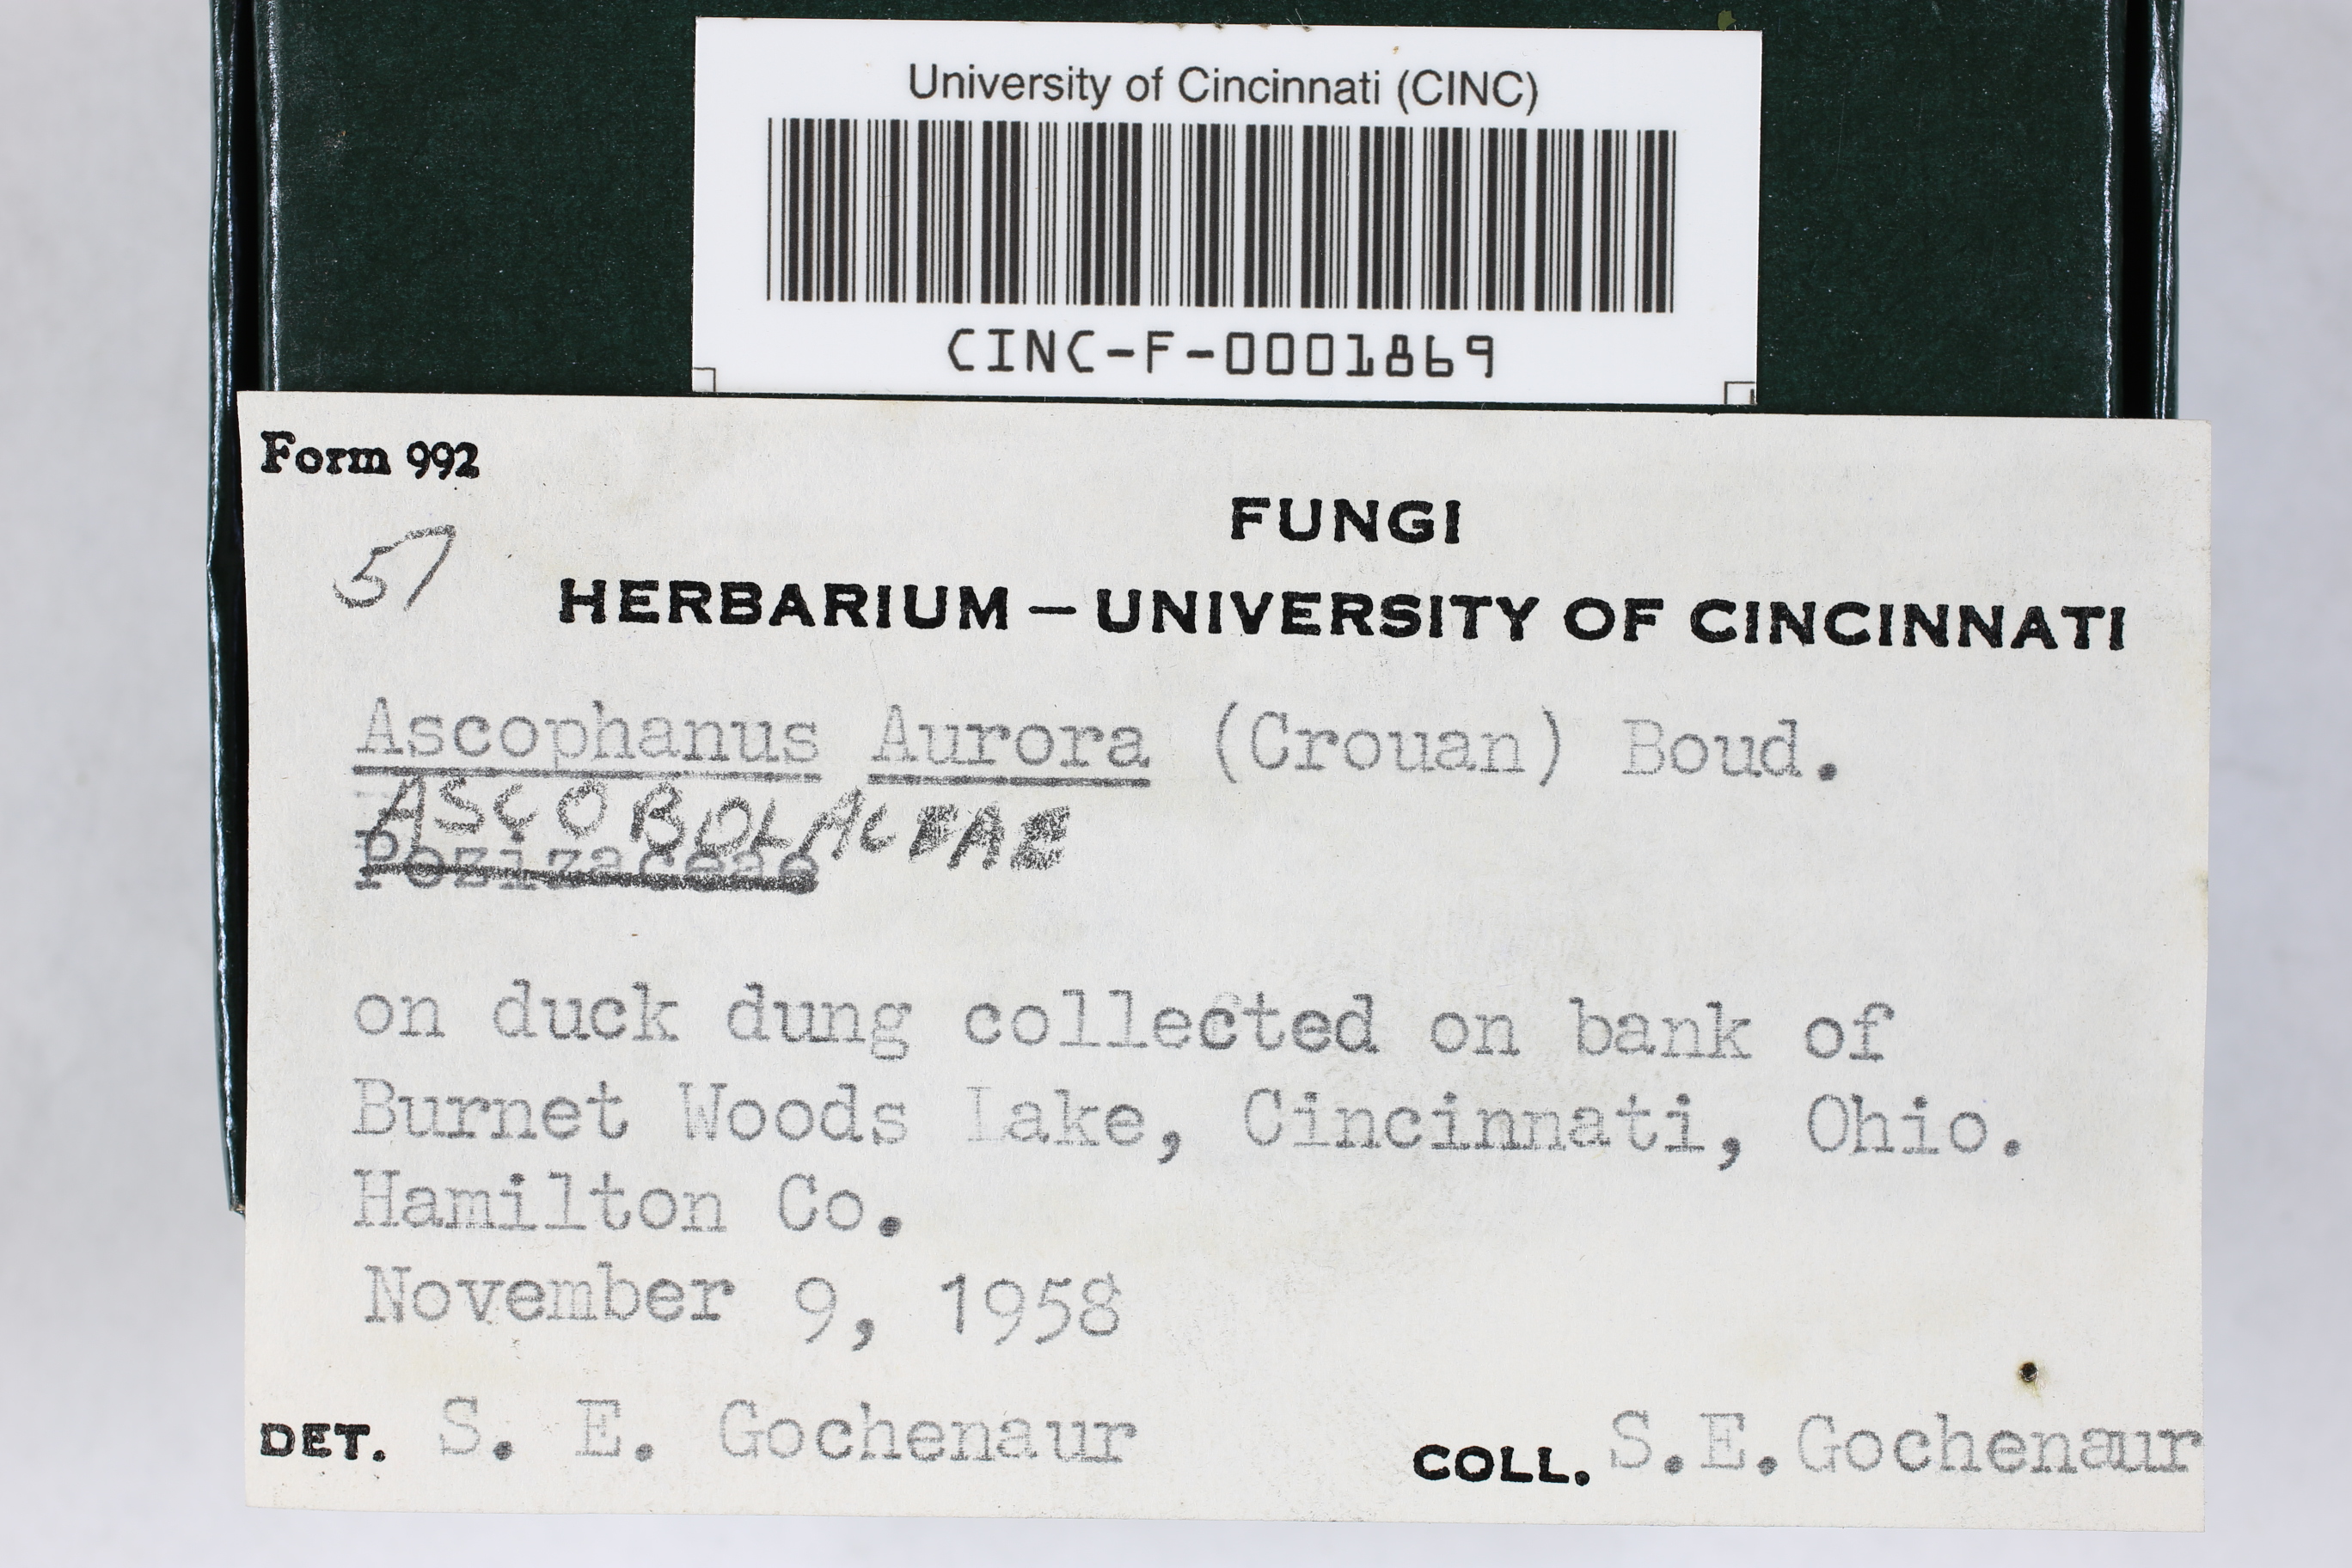 University of Cincinnati (CINC)
CINC-F-0001869
Form 992
57
FUNGI
HERBARIUM — UNIVERSITY OF CINCINNATI
Ascophanus Aurora (Crouan) Boud.
ASCOBOLACEAE
Pezizaceae
on duck dung collected on bank of
Burnet Woods Lake, Cincinnati, Ohio.
Hamilton Co.
November 9, 1958
DET. S. E. Gochenaur
COLL. S.E.Gochenaur